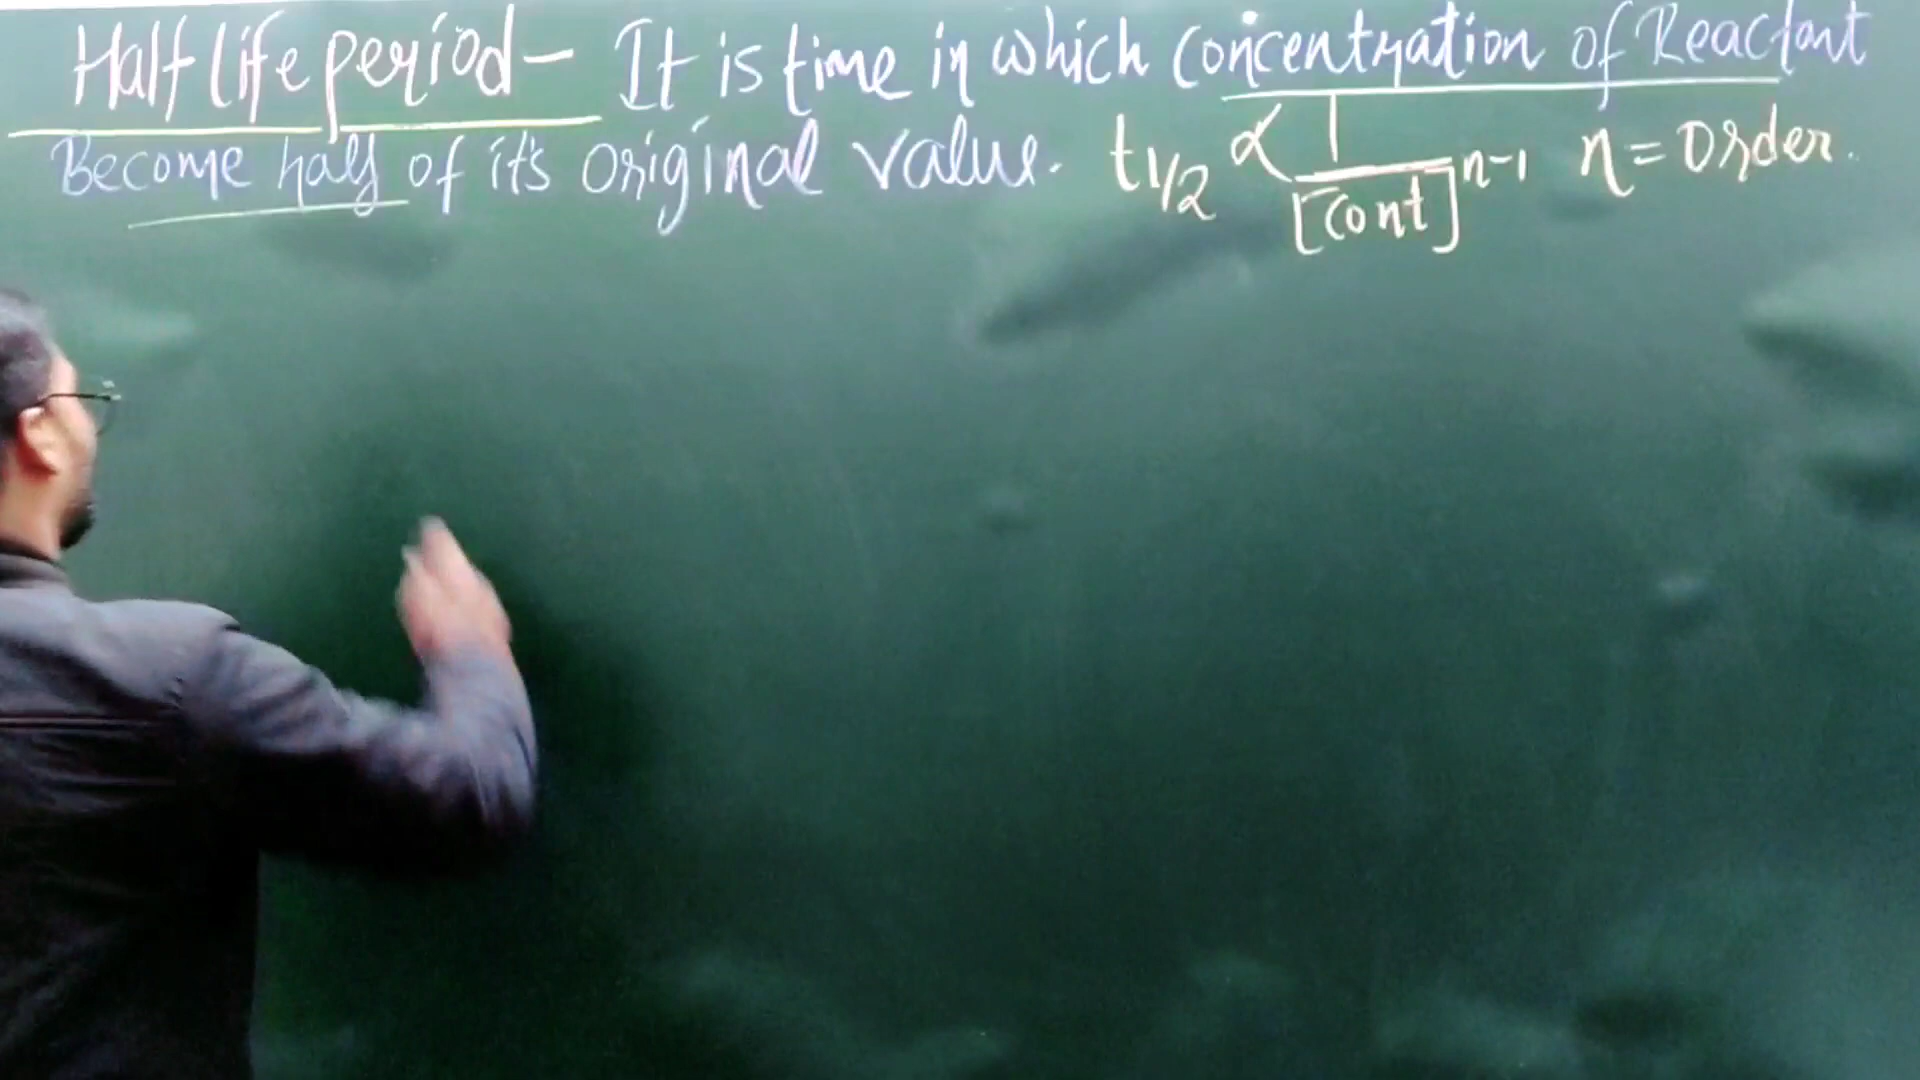 Half life period - It is time in which concentration of Reactant
Become half of it's original value. t1/2 ∝ 1/[Cont]^n-1 n = order.